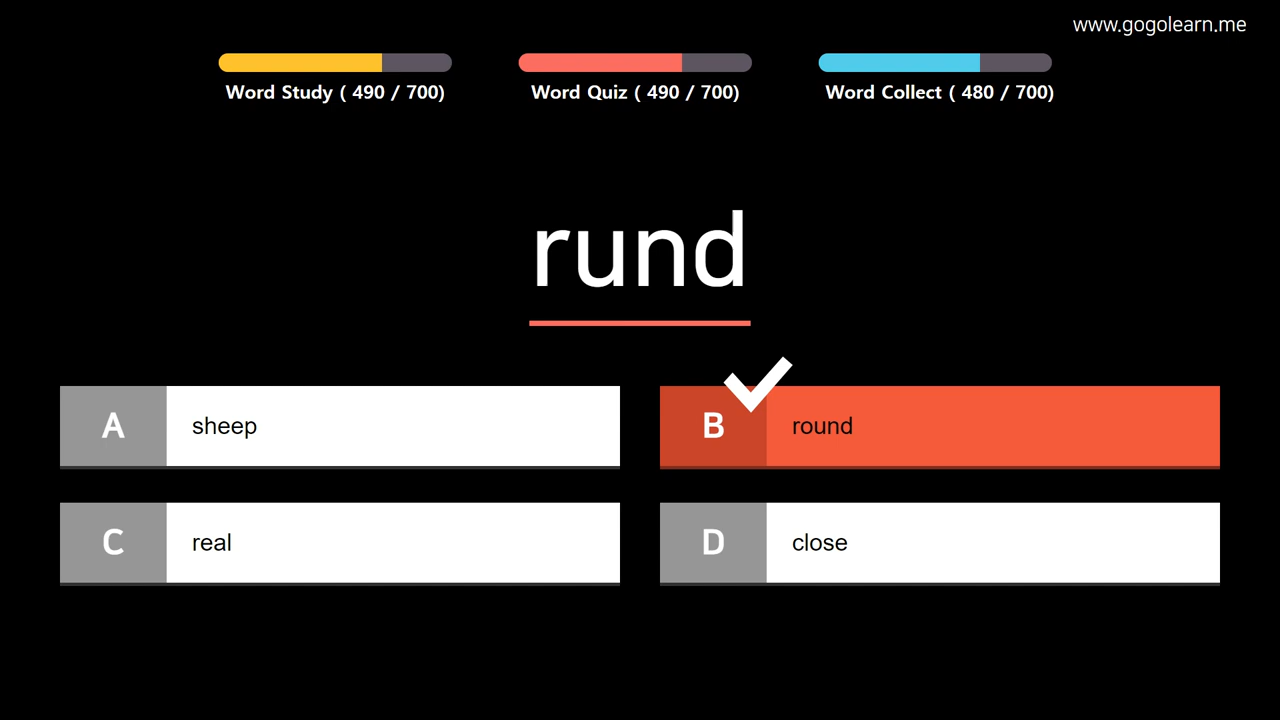 www.gogolearn.me
Word Study ( 490 / 700)
Word Quiz ( 490 / 700)
Word Collect ( 480 / 700)
rund
A sheep
B round
C real
D close